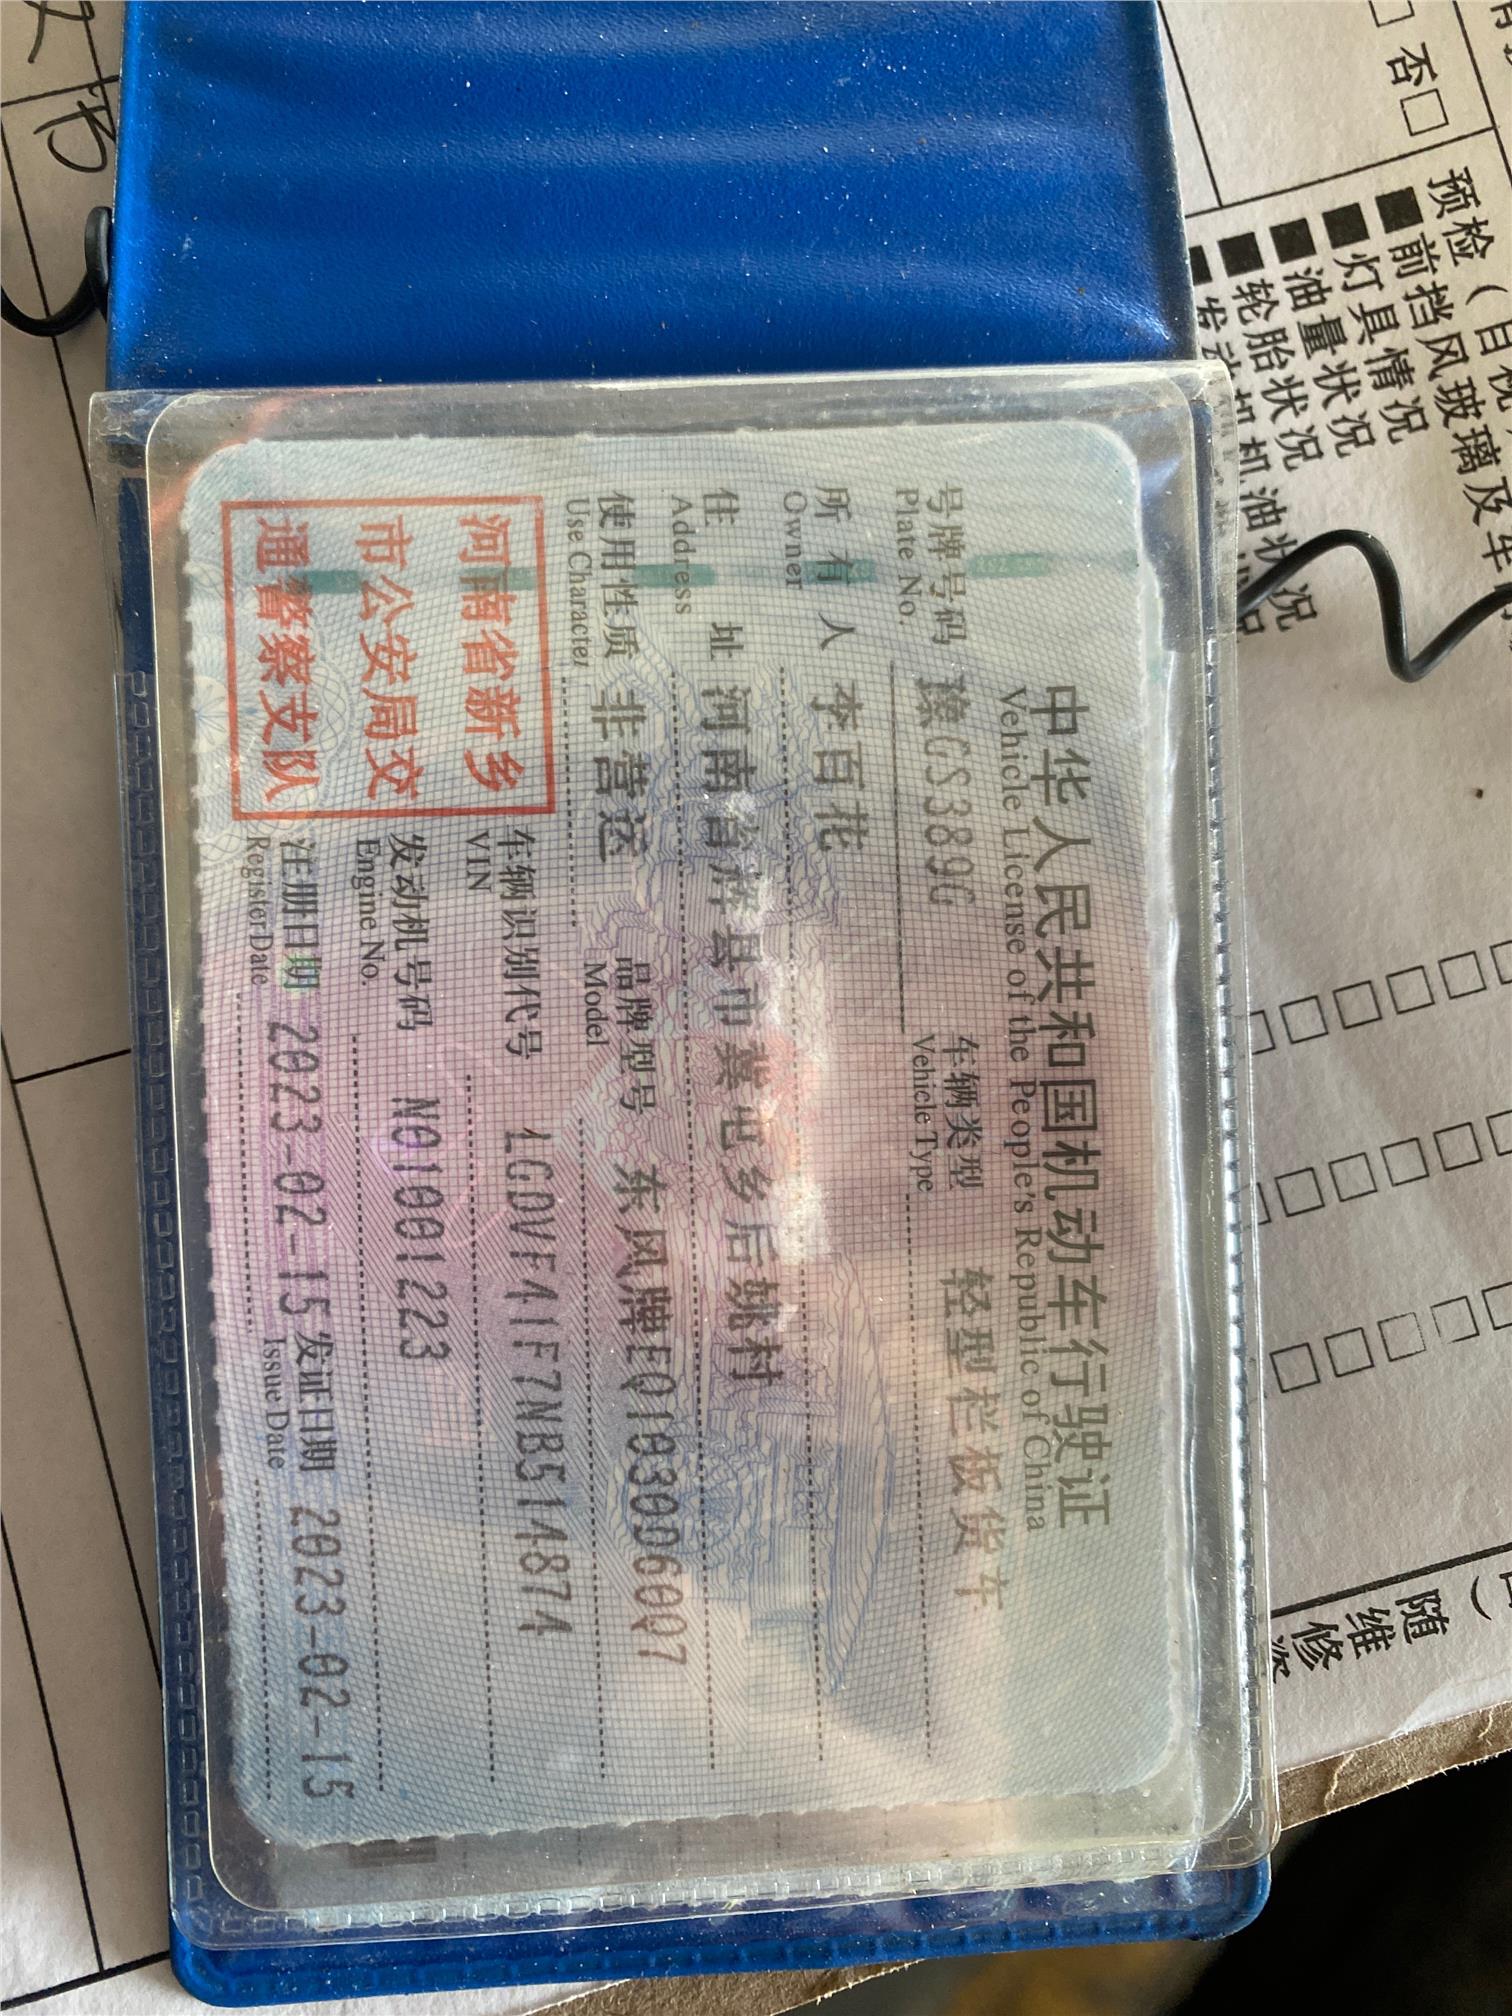 中华人民共和国机动车行驶证
Vehicle License of the People's Republic of China
号牌号码 豫GS389G 车辆类型 轻型栏板货车
Plate No. Vehicle Type
所有人 李百花
Owner
住址 河南省辉县市冀屯乡后姚村
Address
使用性质 非营运 品牌型号 东风牌EQ1030D60Q7
Use Character Model
河南省新乡
市公安局交
通警察支队
车辆识别代号 LGDVF41F7NB514874
VIN
发动机号码 N01001223
Engine No.
注册日期 2023-02-15 发证日期 2023-02-15
Register Date Issue Date
否□
预检（目视
■前挡风玻璃及车
■灯具情况
■油量状况
■轮胎状况
随
维
修